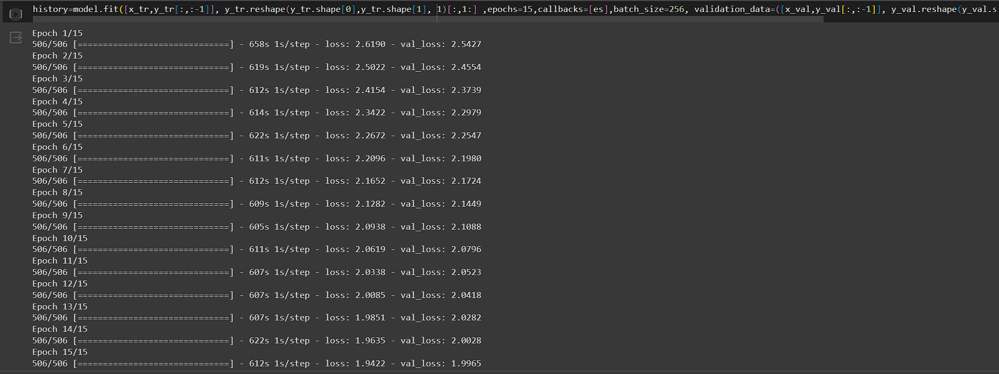 history=model.fit([x_tr,y_tr[:,:-1]], y_tr.reshape(y_tr.shape[0],y_tr.shape[1], 1)[:,1:] ,epochs=15,callbacks=[es],batch_size=256, validation_data=([x_val,y_val[:,:-1]], y_val.reshape(y_val.s
Epoch 1/15
506/506 [==============================] - 658s 1s/step - loss: 2.6190 - val_loss: 2.5427
Epoch 2/15
506/506 [==============================] - 619s 1s/step - loss: 2.5022 - val_loss: 2.4554
Epoch 3/15
506/506 [==============================] - 612s 1s/step - loss: 2.4154 - val_loss: 2.3739
Epoch 4/15
506/506 [==============================] - 614s 1s/step - loss: 2.3422 - val_loss: 2.2979
Epoch 5/15
506/506 [==============================] - 622s 1s/step - loss: 2.2672 - val_loss: 2.2547
Epoch 6/15
506/506 [==============================] - 611s 1s/step - loss: 2.2096 - val_loss: 2.1980
Epoch 7/15
506/506 [==============================] - 612s 1s/step - loss: 2.1652 - val_loss: 2.1724
Epoch 8/15
506/506 [==============================] - 609s 1s/step - loss: 2.1282 - val_loss: 2.1449
Epoch 9/15
506/506 [==============================] - 605s 1s/step - loss: 2.0938 - val_loss: 2.1088
Epoch 10/15
506/506 [==============================] - 611s 1s/step - loss: 2.0619 - val_loss: 2.0796
Epoch 11/15
506/506 [==============================] - 607s 1s/step - loss: 2.0338 - val_loss: 2.0523
Epoch 12/15
506/506 [==============================] - 607s 1s/step - loss: 2.0085 - val_loss: 2.0418
Epoch 13/15
506/506 [==============================] - 607s 1s/step - loss: 1.9851 - val_loss: 2.0282
Epoch 14/15
506/506 [==============================] - 622s 1s/step - loss: 1.9635 - val_loss: 2.0028
Epoch 15/15
506/506 [==============================] - 612s 1s/step - loss: 1.9422 - val_loss: 1.9965